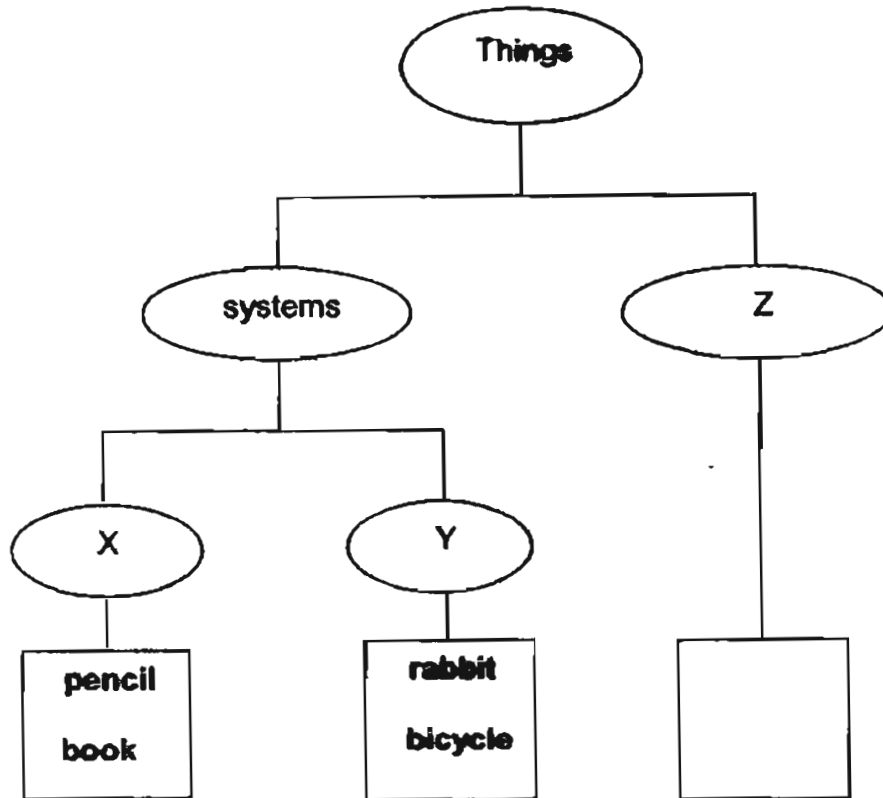 Things
systems
Z
X
Y
pencil
book
rabbit
bicycle